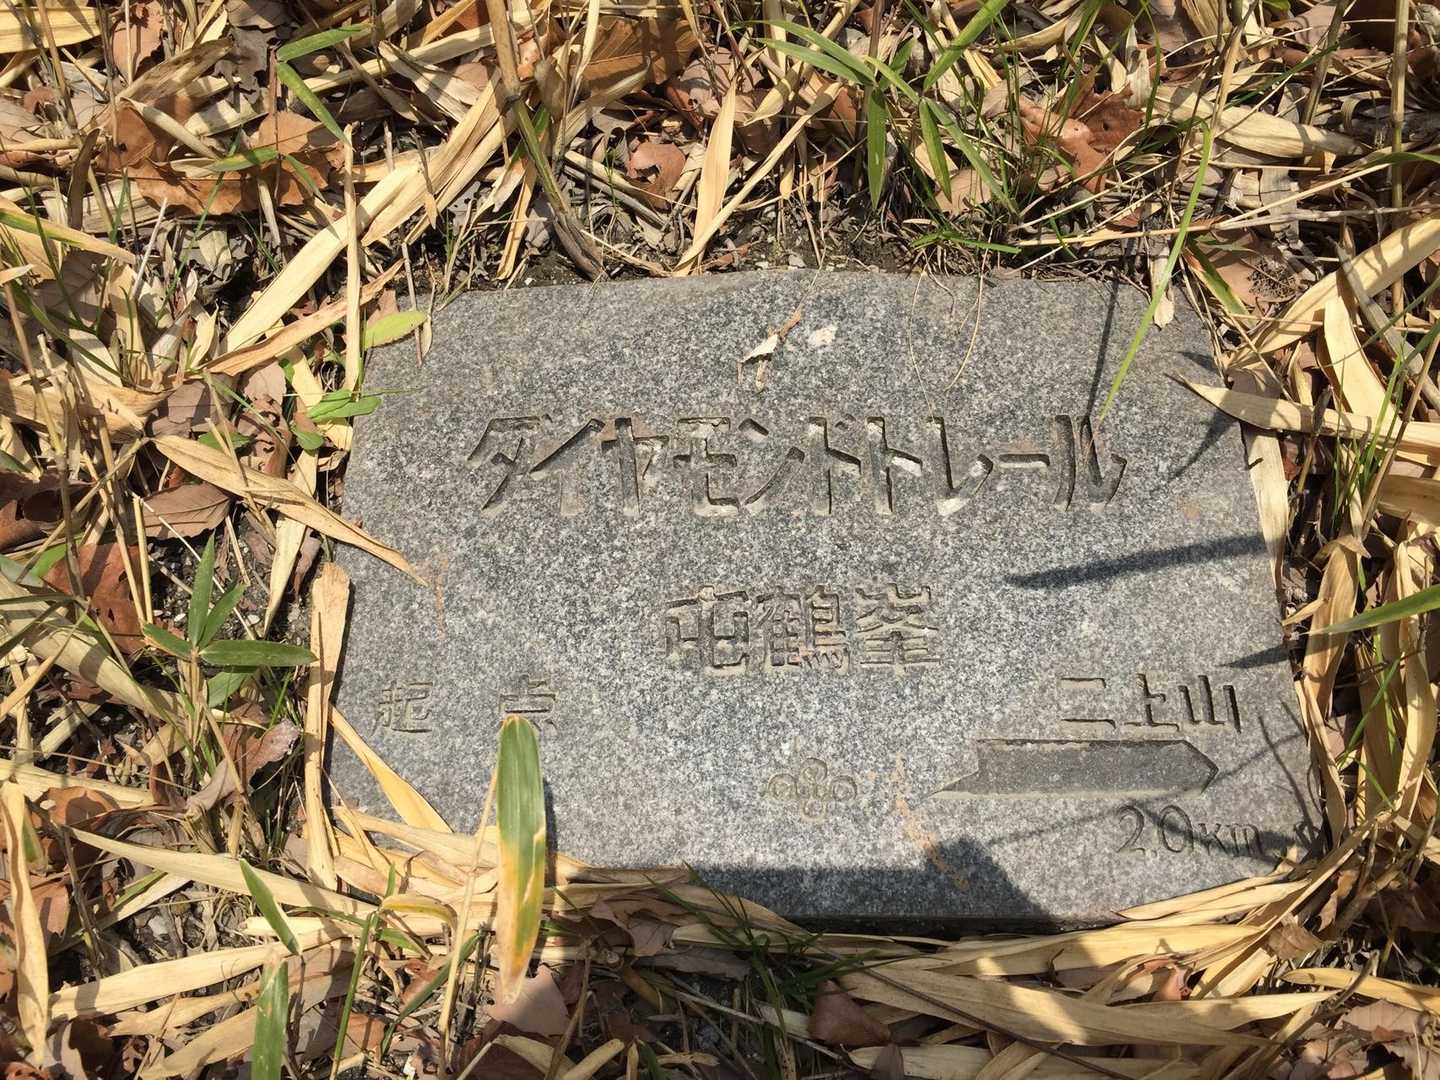 ダイヤモンドトレール
屯鶴峯
起点
二上山
2.0km